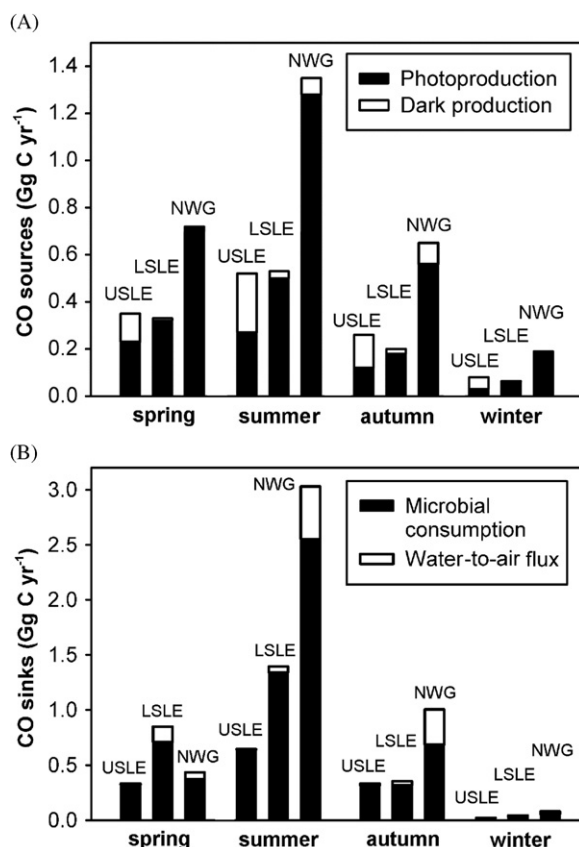 (A)
CO sources (Gg C yr⁻¹)
1.4
1.2
1.0
0.8
0.6
0.4
0.2
0.0
Photoproduction
Dark production
USLE
LSLE
NWG
USLE
LSLE
NWG
USLE
LSLE
NWG
USLE
LSLE
NWG
spring
summer
autumn
winter
(B)
CO sinks (Gg C yr⁻¹)
3.0
2.5
2.0
1.5
1.0
0.5
0.0
Microbial
consumption
Water-to-air flux
USLE
LSLE
NWG
USLE
LSLE
NWG
USLE
LSLE
NWG
USLE
LSLE
NWG
spring
summer
autumn
winter